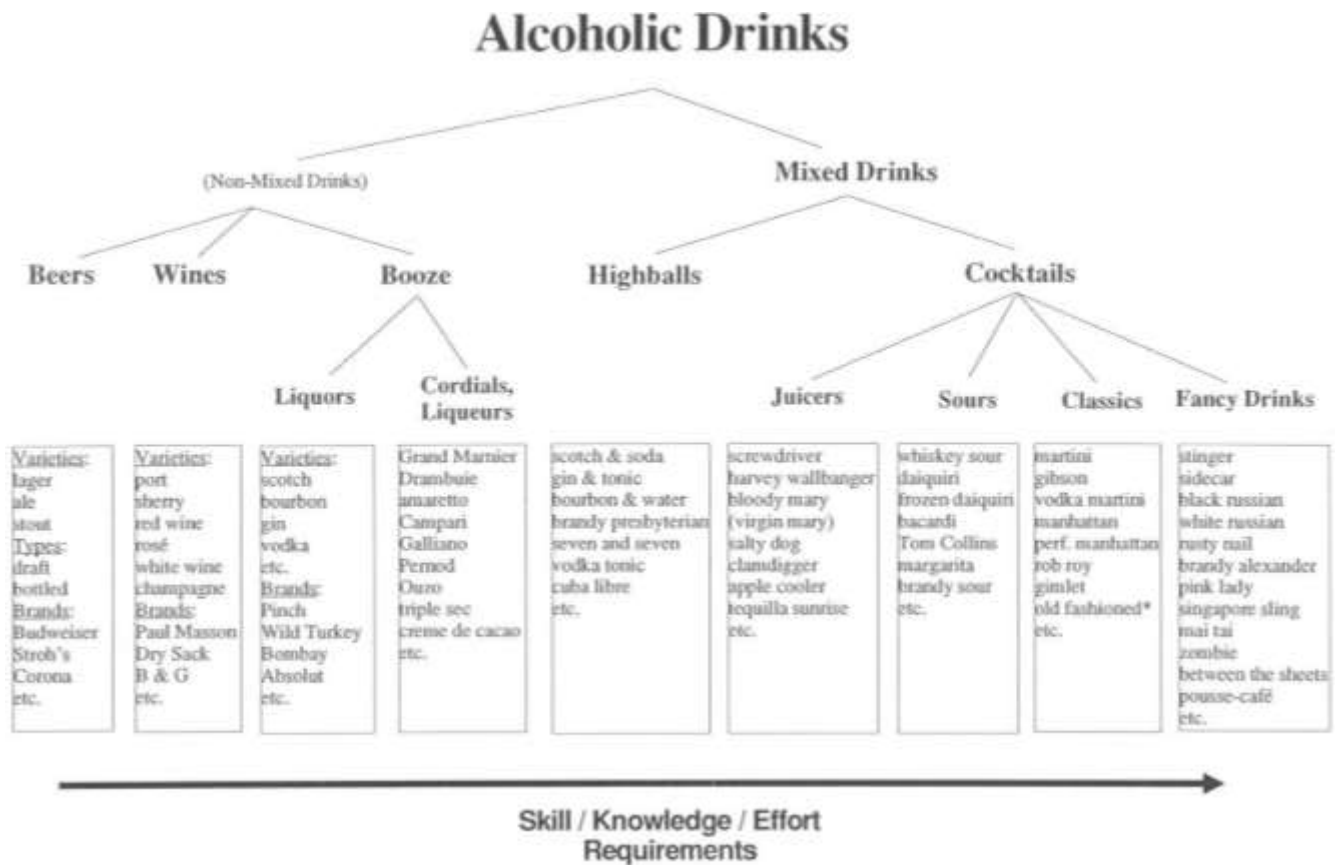 Alcoholic Drinks
(Non-Mixed Drinks)
Mixed Drinks
Beers
Wines
Booze
Highballs
Cocktails
Liquors
Cordials,
Liqueurs
Juicers
Sours
Classics
Fancy Drinks
Varieties:
lager
ale
stout
Types:
draft
bottled
Brands:
Budweiser
Stroh's
Corona
etc.
Varieties:
port
sherry
red wine
rosé
white wine
champagne
Brands:
Paul Masson
Dry Sack
B & G
etc.
Varieties:
scotch
bourbon
gin
vodka
etc.
Brands:
Pinch
Wild Turkey
Bombay
Absolut
etc.
Grand Marnier
Drambuie
amaretto
Campari
Galliano
Pernod
Ouzo
triple sec
creme de cacao
etc.
scotch & soda
gin & tonic
bourbon & water
brandy presbyterian
seven and seven
vodka tonic
cuba libre
etc.
screwdriver
harvey wallbanger
bloody mary
(virgin mary)
salty dog
clamdigger
apple cooler
tequilla sunrise
etc.
whiskey sour
daiquiri
frozen daiquiri
bacardi
Tom Collins
margarita
brandy sour
etc.
martini
gibson
vodka martini
manhattan
perf. manhattan
rob roy
gimlet
old fashioned*
etc.
stinger
sidecar
black russian
white russian
rusty nail
brandy alexander
pink lady
singapore sling
mai tai
zombie
between the sheets
pousse-café
etc.
Skill / Knowledge / Effort
Requirements